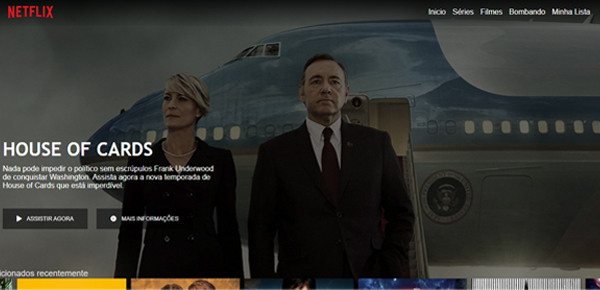 NETFLIX
Inicio Séries Filmes Bombando Minha Lista
HOUSE OF CARDS
Nada pode impedir o político sem escrúpulos Frank Underwood
de conquistar Washington. Assista agora a nova temporada de
House of Cards que está imperdível.
ASSISTIR AGORA MAIS INFORMAÇÕES
icionados recentemente